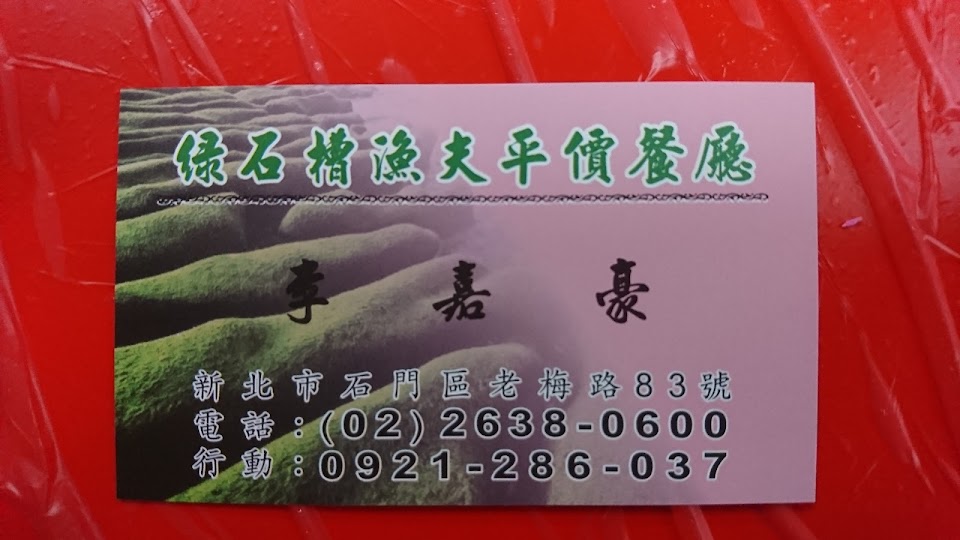 绿石槽漁夫平價餐廳
李嘉豪
新北市石門區老梅路83號
電話:(02)2638-0600
行動:0921-286-037